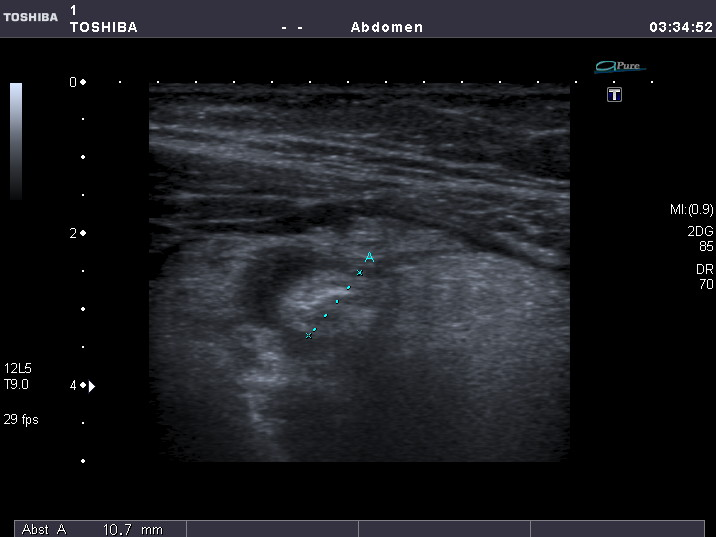 TOSHIBA
1
TOSHIBA - - Abdomen 03:34:52
APure
T
0
2
4
A
MI:(0.9)
2DG
85
DR
70
12L5
T9.0
29 fps
Abst A 10.7 mm